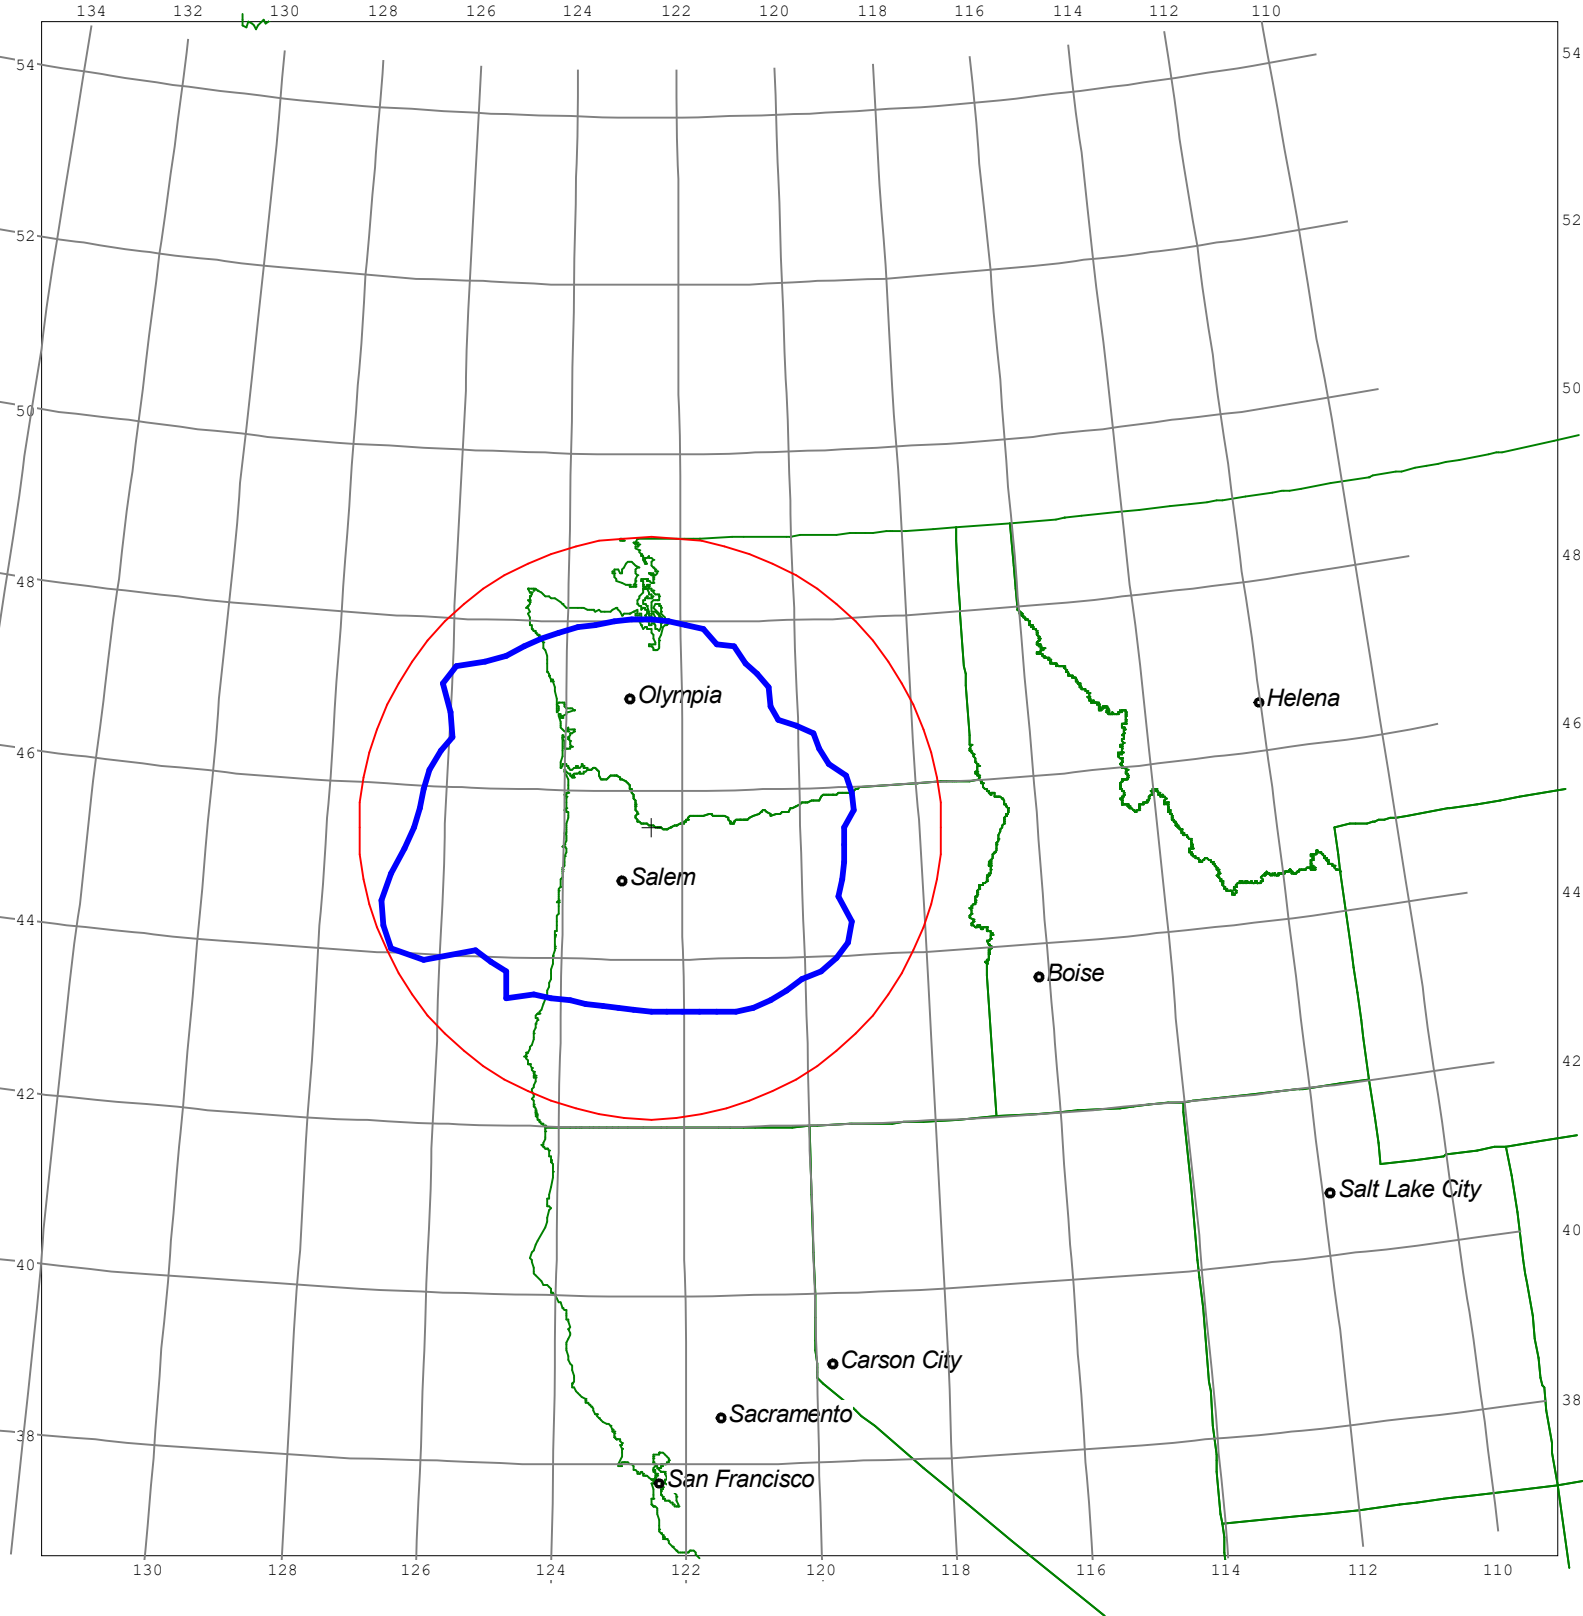 134 132 130 128 126 124 122 120 118 116 114 112 110
54 54
52 52
50 50
48 48
Olympia Helena
46 46
Salem
44 44
Boise
42 42
Salt Lake City
40 40
Carson City
38
Sacramento
38
San Francisco
130 128 126 124 122 120 118 116 114 112 110